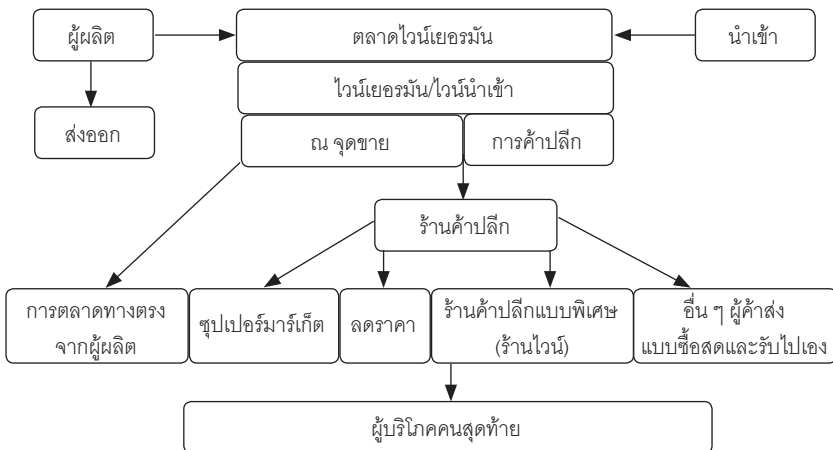 ผู้ผลิต
ตลาดไวน์เยอรมัน
นำเข้า
ไวน์เยอรมัน/ไวน์นำเข้า
ส่งออก
ณ จุดขาย
การค้าปลีก
ร้านค้าปลีก
การตลาดทางตรง
จากผู้ผลิต
ซุปเปอร์มาร์เก็ต
ลดราคา
ร้านค้าปลีกแบบพิเศษ
(ร้านไวน์)
อื่น ๆ ผู้ค้าส่ง
แบบซื้อสดและรับไปเอง
ผู้บริโภคคนสุดท้าย